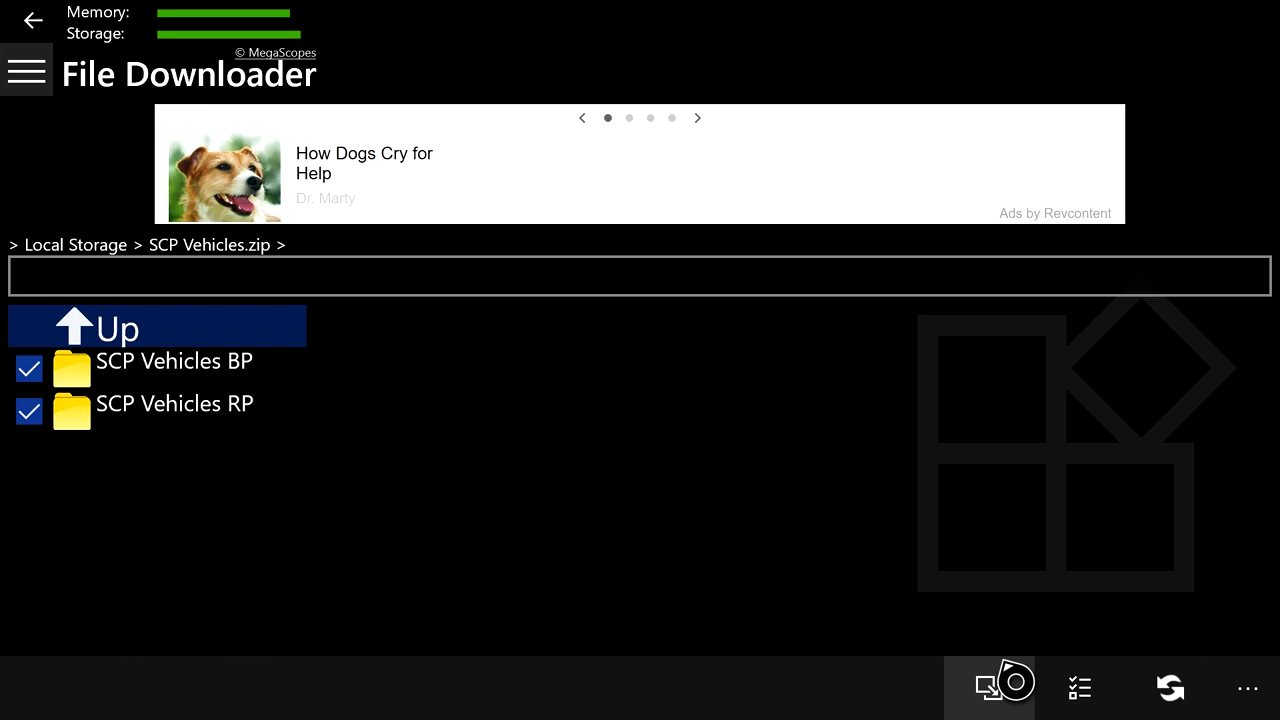 Memory:
Storage:
© MegaScopes
File Downloader
How Dogs Cry for
Help
Dr. Marty
Ads by Revcontent
> Local Storage > SCP Vehicles.zip >
Up
SCP Vehicles BP
SCP Vehicles RP